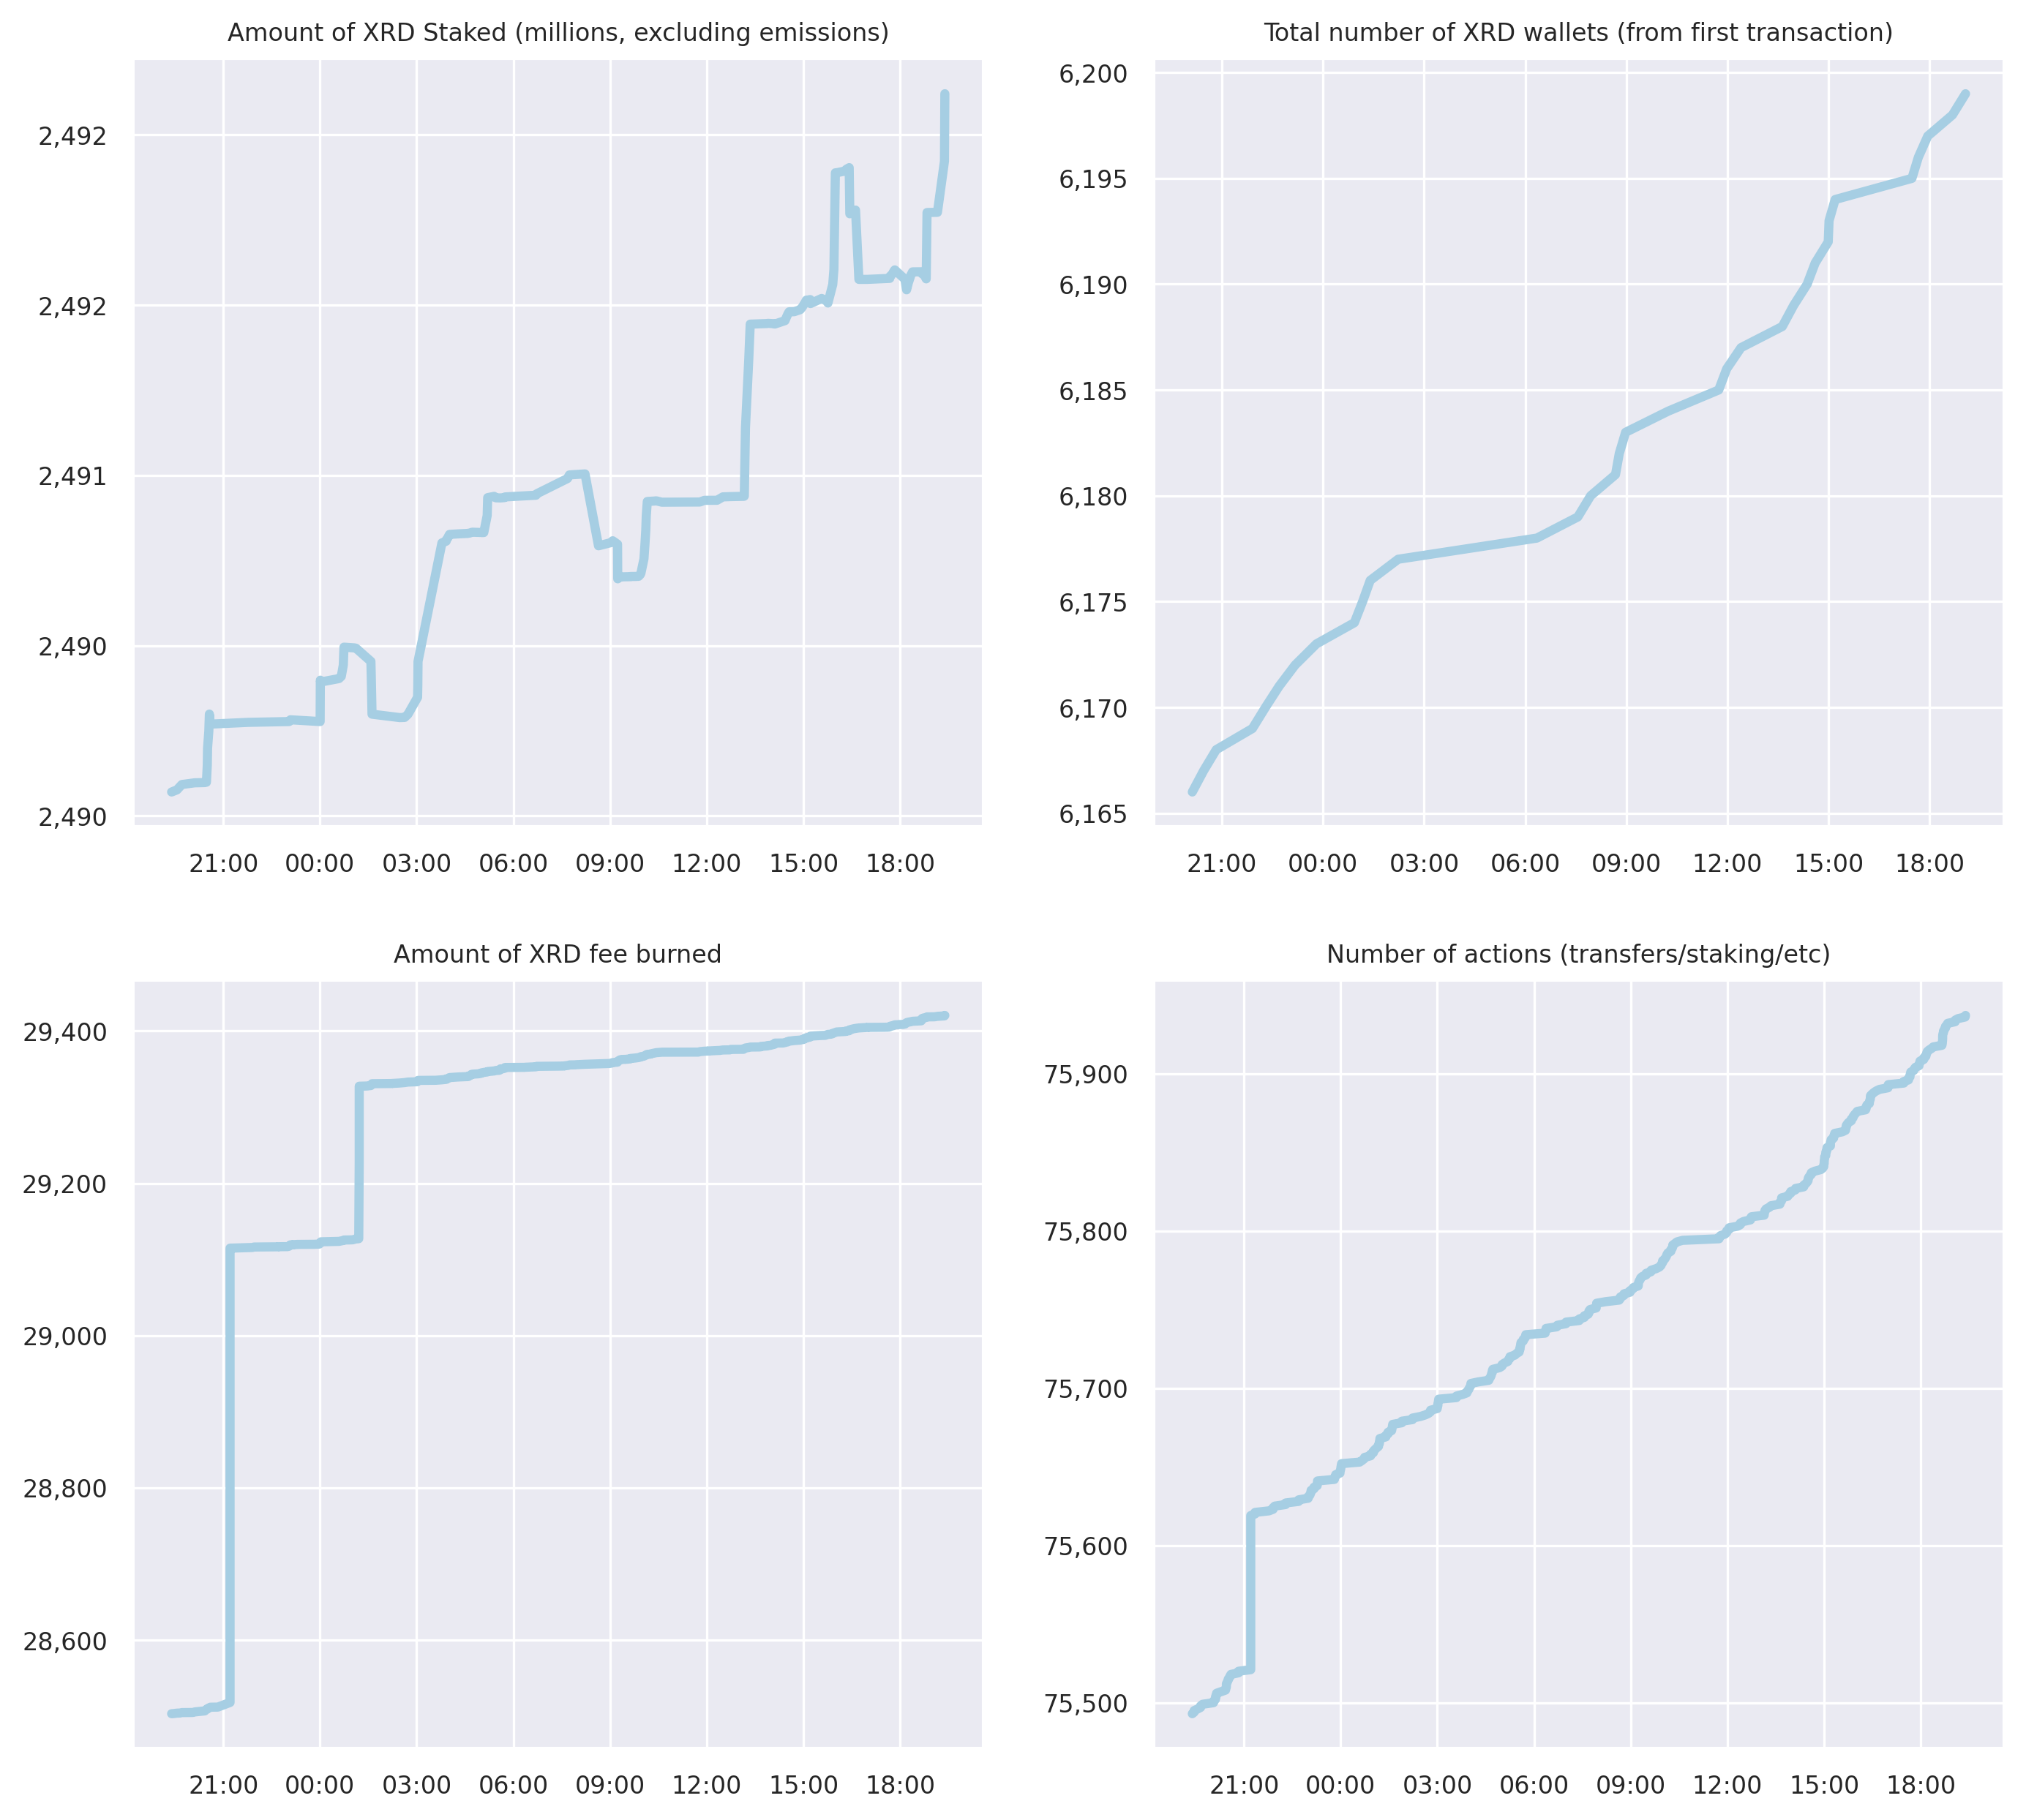 Amount of XRD Staked (millions, excluding emissions)
2,492
2,492
2,491
2,490
2,490
21:00 00:00 03:00 06:00 09:00 12:00 15:00 18:00
Total number of XRD wallets (from first transaction)
6,200
6,195
6,190
6,185
6,180
6,175
6,170
6,165
21:00 00:00 03:00 06:00 09:00 12:00 15:00 18:00
Amount of XRD fee burned
29,400
29,200
29,000
28,800
28,600
21:00 00:00 03:00 06:00 09:00 12:00 15:00 18:00
Number of actions (transfers/staking/etc)
75,900
75,800
75,700
75,600
75,500
21:00 00:00 03:00 06:00 09:00 12:00 15:00 18:00